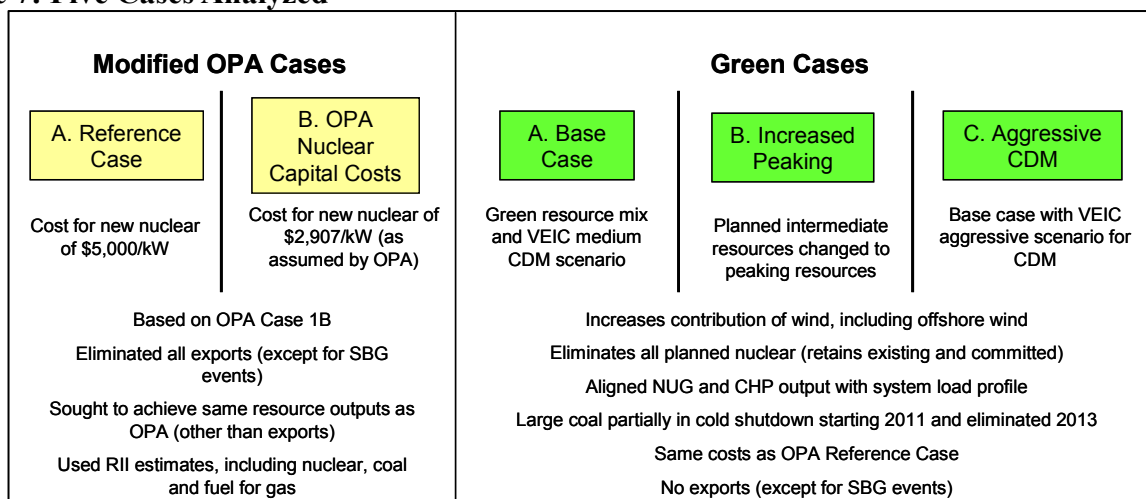 7: Five Cases Analyzed
Modified OPA Cases
A. Reference
Case
B. OPA
Nuclear
Capital Costs
Cost for new nuclear
of $5,000/kW
Cost for new nuclear of
$2,907/kW (as
assumed by OPA)
Based on OPA Case 1B
Eliminated all exports (except for SBG
events)
Sought to achieve same resource outputs as
OPA (other than exports)
Used RII estimates, including nuclear, coal
and fuel for gas
Green Cases
A. Base
Case
B. Increased
Peaking
C. Aggressive
CDM
Green resource mix
and VEIC medium
CDM scenario
Planned intermediate
resources changed to
peaking resources
Base case with VEIC
aggressive scenario for
CDM
Increases contribution of wind, including offshore wind
Eliminates all planned nuclear (retains existing and committed)
Aligned NUG and CHP output with system load profile
Large coal partially in cold shutdown starting 2011 and eliminated 2013
Same costs as OPA Reference Case
No exports (except for SBG events)